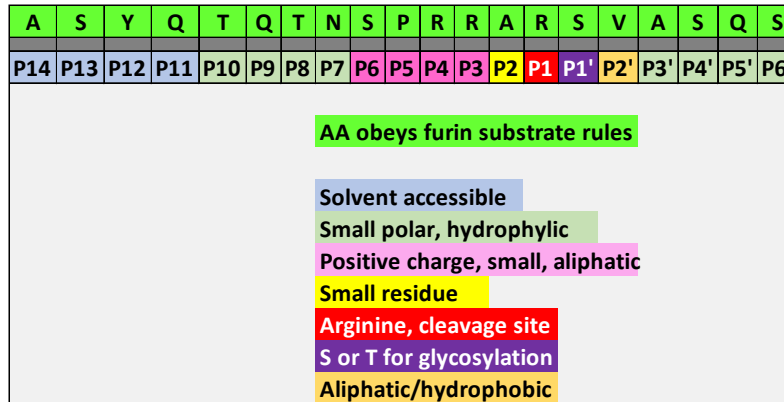 A S Y Q T Q T N S P R R A R S V A S Q S
P14 P13 P12 P11 P10 P9 P8 P7 P6 P5 P4 P3 P2 P1 P1' P2' P3' P4' P5' P6
AA obeys furin substrate rules
Solvent accessible
Small polar, hydrophylic
Positive charge, small, aliphatic
Small residue
Arginine, cleavage site
S or T for glycosylation
Aliphatic/hydrophobic